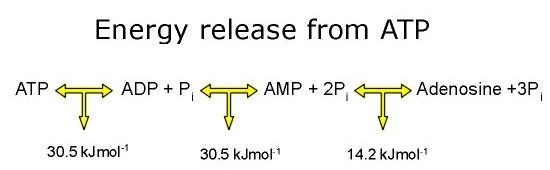 Energy release from ATP
ATP ADP + Pi AMP + 2Pi Adenosine +3Pi
30.5 kJmol⁻¹ 30.5 kJmol⁻¹ 14.2 kJmol⁻¹